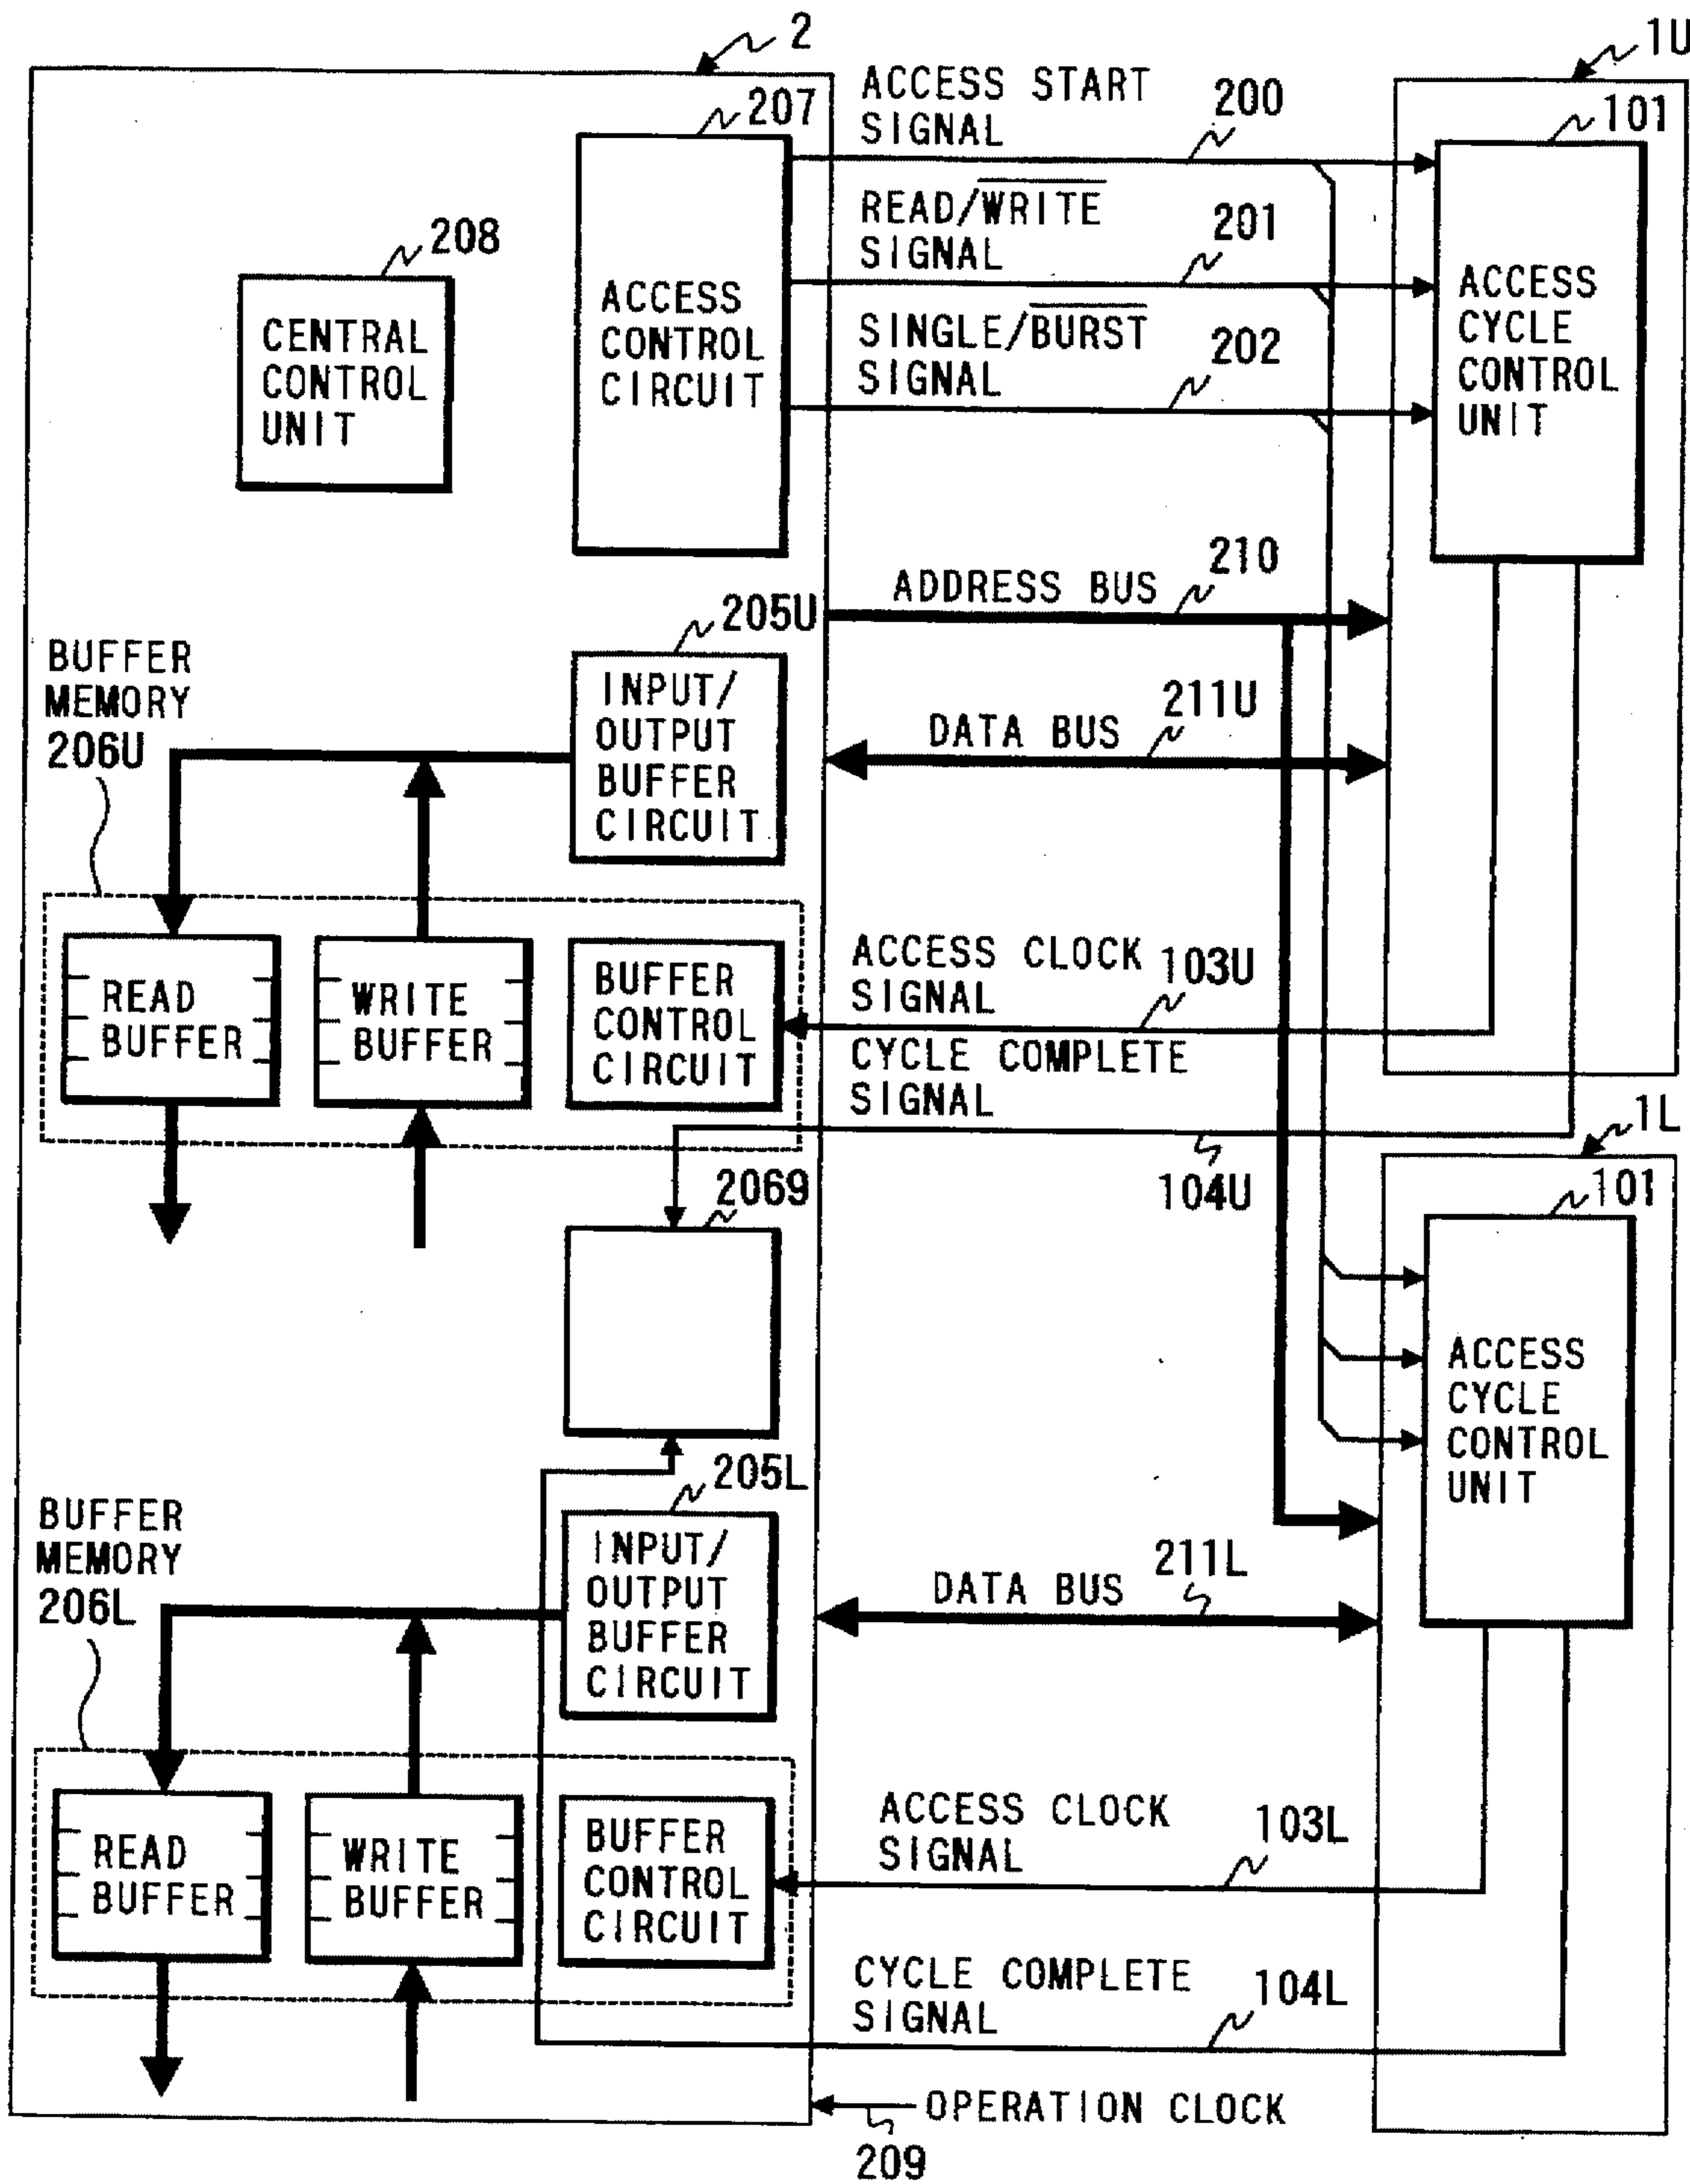 2
1U
ACCESS START
SIGNAL
200
207
101
READ/WRITE
SIGNAL
201
208
ACCESS
CONTROL
CIRCUIT
ACCESS
CYCLE
CONTROL
UNIT
CENTRAL
CONTROL
UNIT
SINGLE/BURST
SIGNAL
202
ADDRESS BUS
210
205U
BUFFER
MEMORY
206U
INPUT/
OUTPUT
BUFFER
CIRCUIT
DATA BUS
211U
READ
BUFFER
WRITE
BUFFER
BUFFER
CONTROL
CIRCUIT
ACCESS CLOCK
SIGNAL
103U
CYCLE COMPLETE
SIGNAL
104U
1L
2069
101
ACCESS
CYCLE
CONTROL
UNIT
205L
BUFFER
MEMORY
206L
INPUT/
OUTPUT
BUFFER
CIRCUIT
DATA BUS
211L
READ
BUFFER
WRITE
BUFFER
BUFFER
CONTROL
CIRCUIT
ACCESS CLOCK
SIGNAL
103L
CYCLE COMPLETE
SIGNAL
104L
OPERATION CLOCK
209